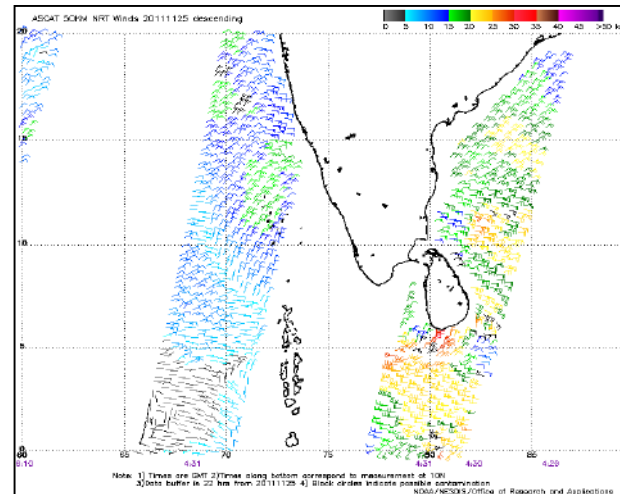 ASCAT 50KM NRT Winds 20111125 descending
0 5 10 15 20 25 30 35 40 45 >50 kt
20
15
10
5
0
60 65 70 75 80 85
4:31 4:31 4:30 4:29
Note: 1) Times are GMT 2)Times along bottom correspond to measurement at 10N
3)Data buffer is 22 hrs from 20111125 4) Black circles indicate possible contamination
NOAA/NESDIS/Office of Research and Applications